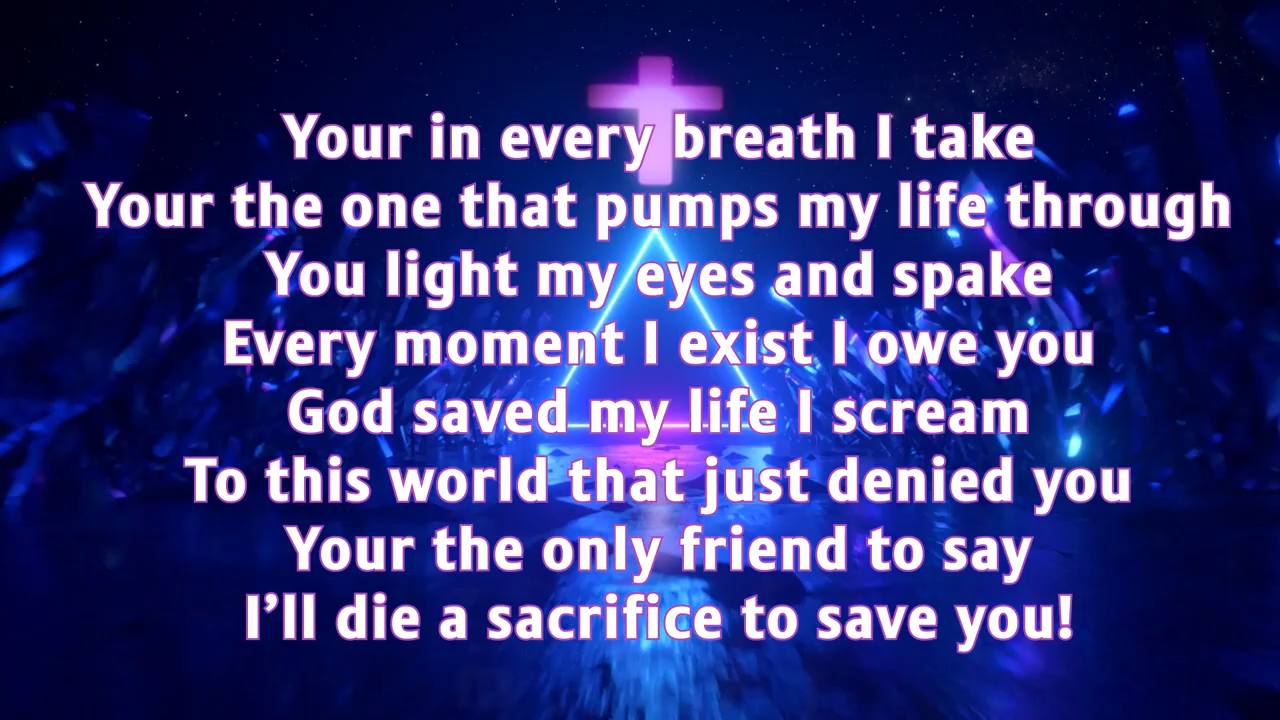 Your in every breath I take
Your the one that pumps my life through
You light my eyes and spake
Every moment I exist I owe you
God saved my life I scream
To this world that just denied you
Your the only friend to say
I’ll die a sacrifice to save you!